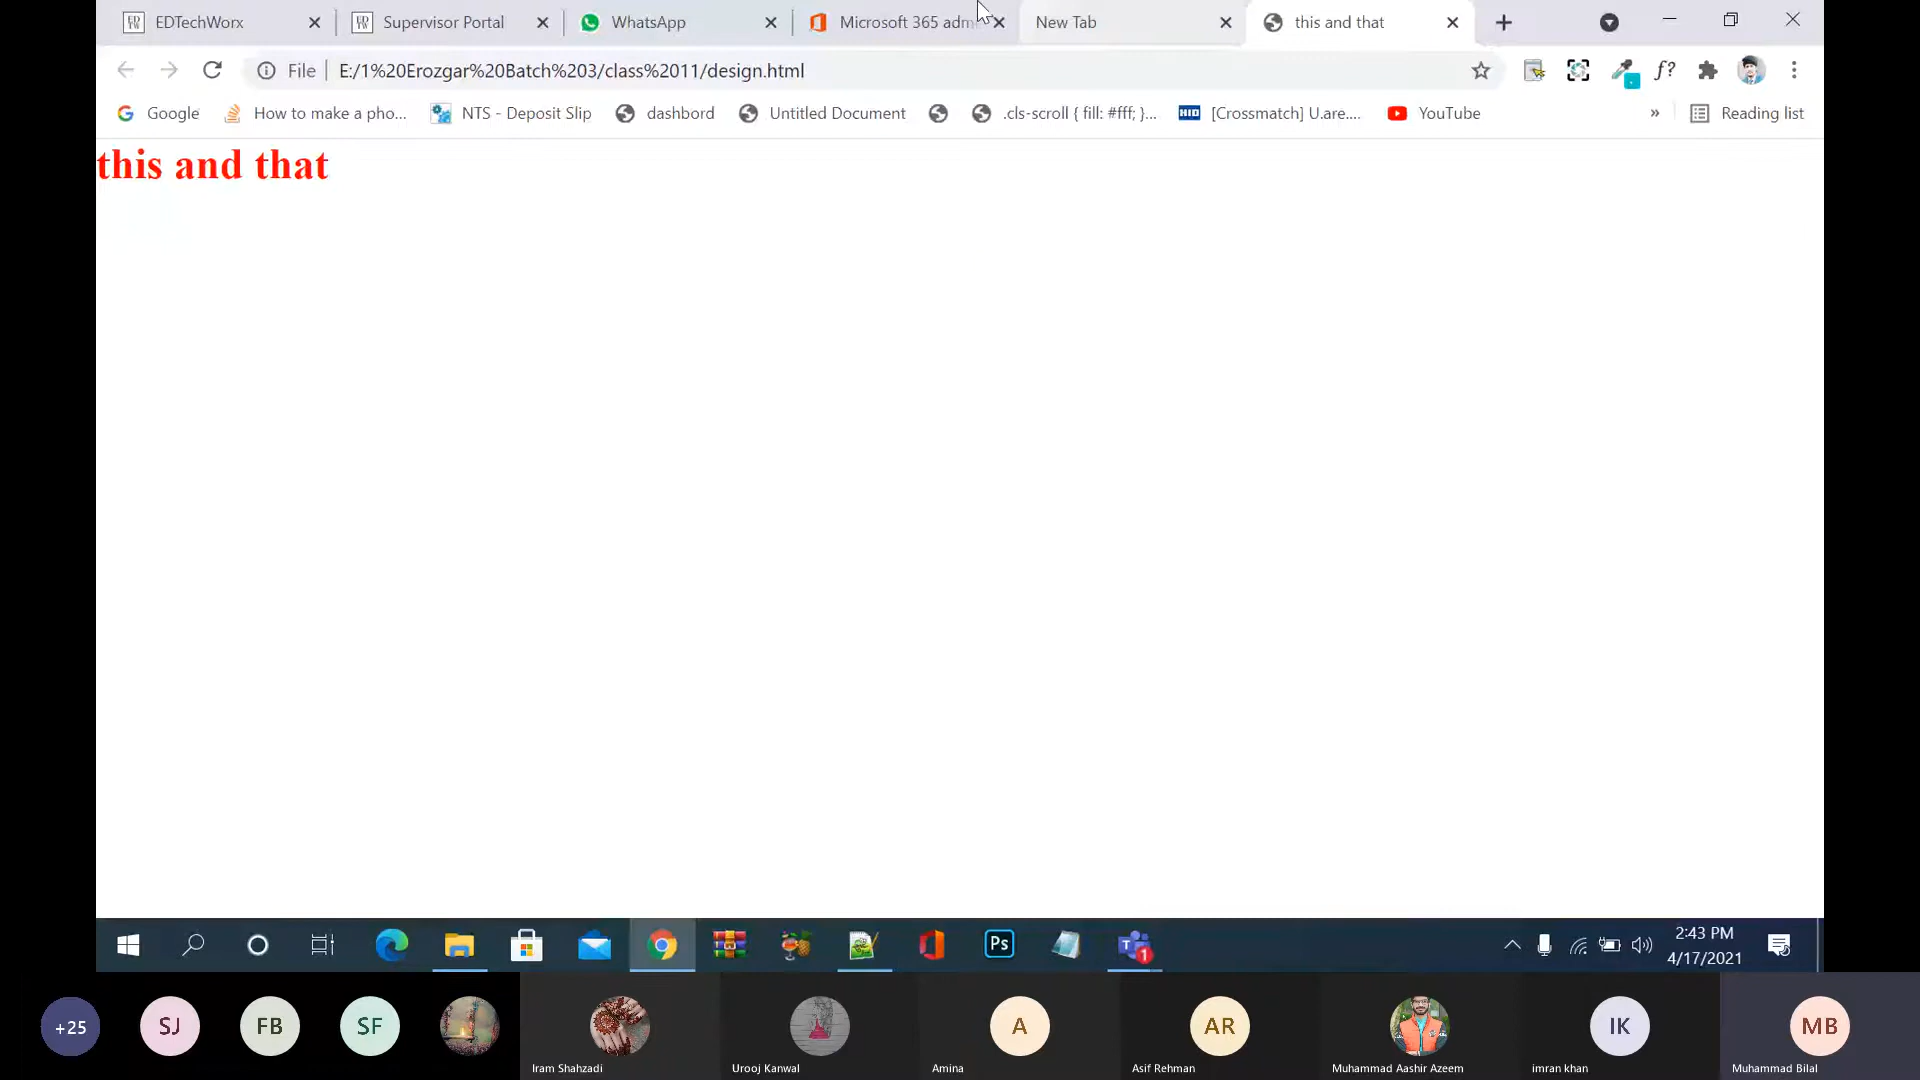 EDTechWorx Supervisor Portal WhatsApp Microsoft 365 adm New Tab this and that
File E:/1%20Erozgar%20Batch%203/class%2011/design.html f?
Google How to make a pho... NTS - Deposit Slip dashbord Untitled Document .cls-scroll { fill: #fff; }... HID [Crossmatch] U.are.... YouTube » Reading list
this and that
Ps 1 2:43 PM
4/17/2021
+25 SJ FB SF A AR IK MB
Iram Shahzadi Urooj Kanwal Amina Asif Rehman Muhammad Aashir Azeem imran khan Muhammad Bilal